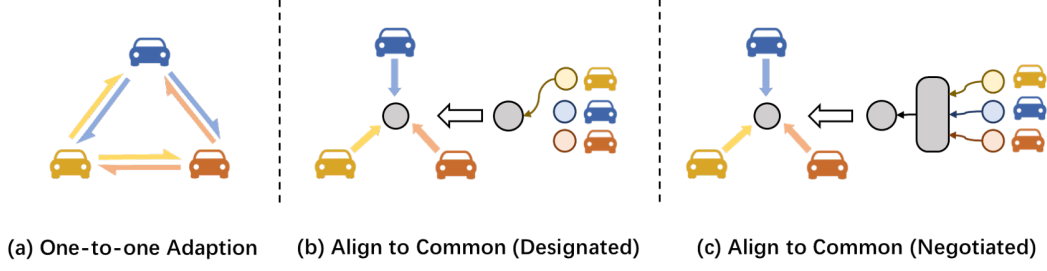 (a) One-to-one Adaption
(b) Align to Common (Designated)
(c) Align to Common (Negotiated)